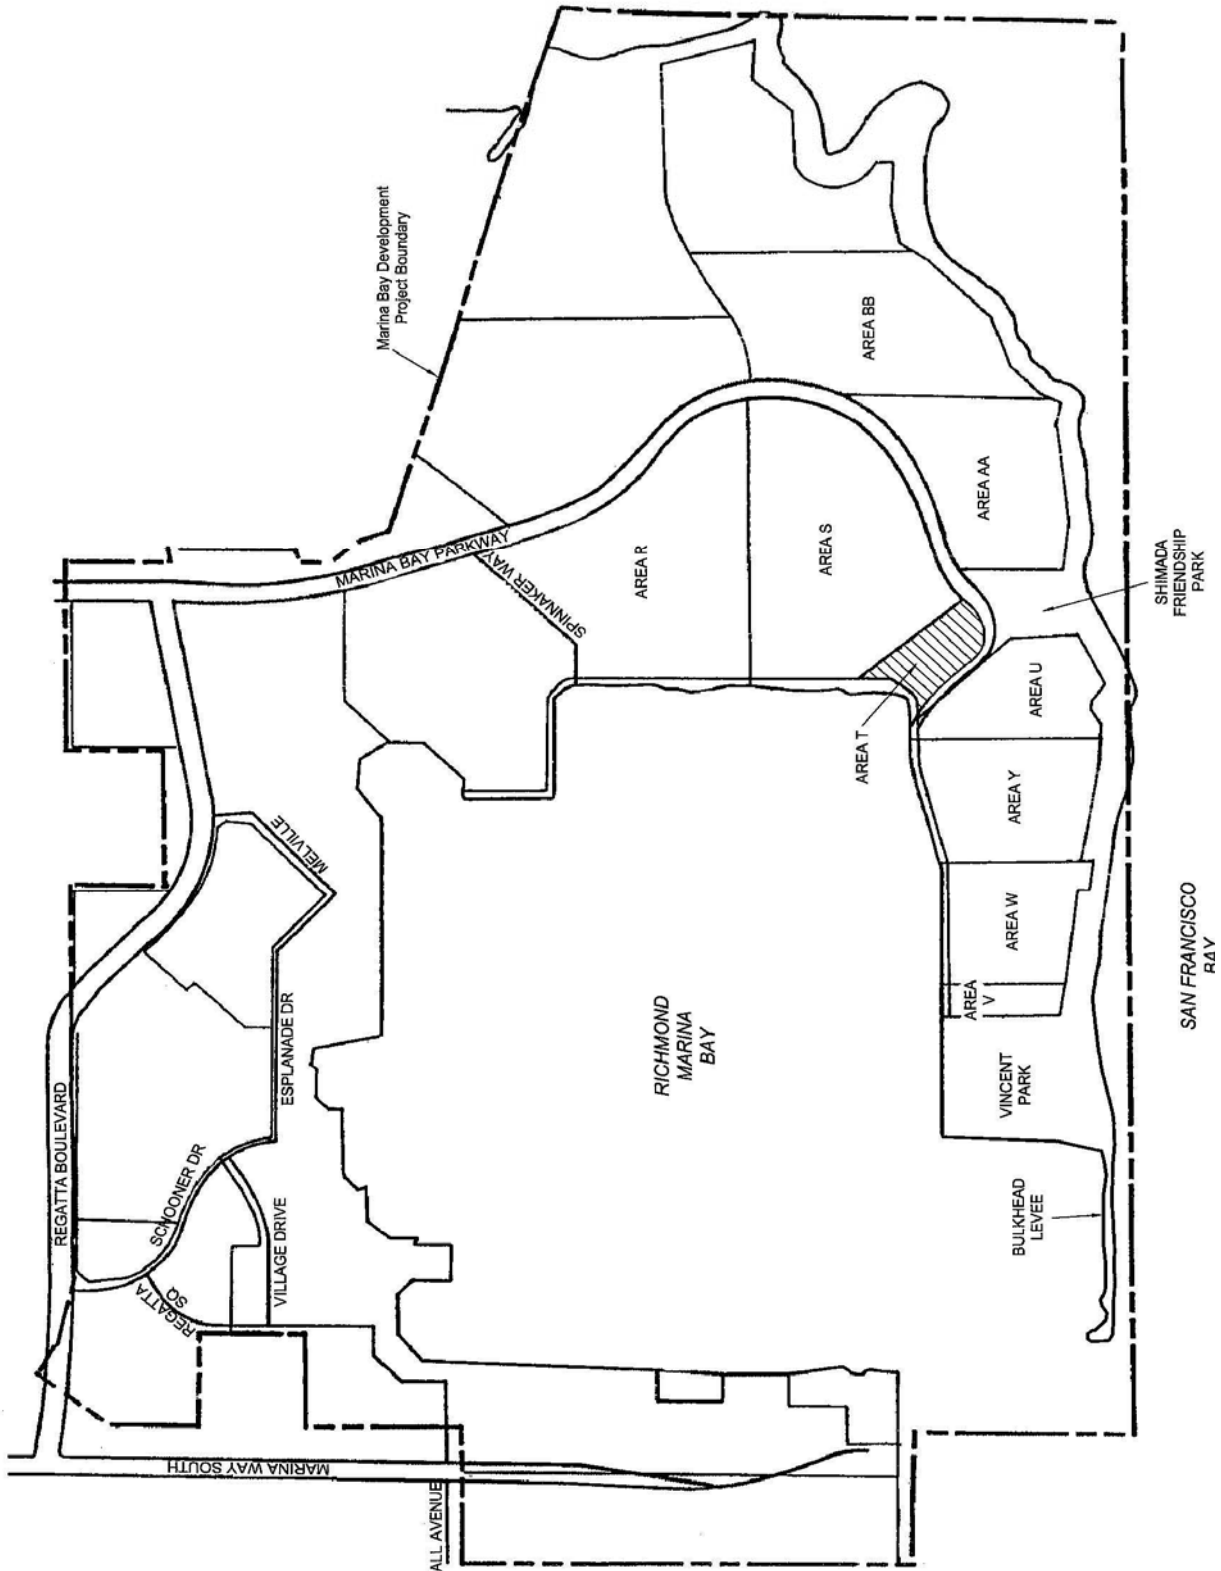 Marina Bay Development
Project Boundary
MARINA BAY PARKWAY
SPINNAKER WAY
AREA R
AREA S
AREA BB
AREA AA
AREA T
AREA U
AREA Y
AREA W
AREA
V
VINCENT
PARK
SHIMADA
FRIENDSHIP
PARK
BULKHEAD
LEVEE
SAN FRANCISCO
BAY
RICHMOND
MARINA
BAY
MELVILLE
ESPLANADE DR
REGATTA BOULEVARD
SCHOONER DR
VILLAGE DRIVE
REGATTA
SQ
MARINA WAY SOUTH
ALL AVENUE